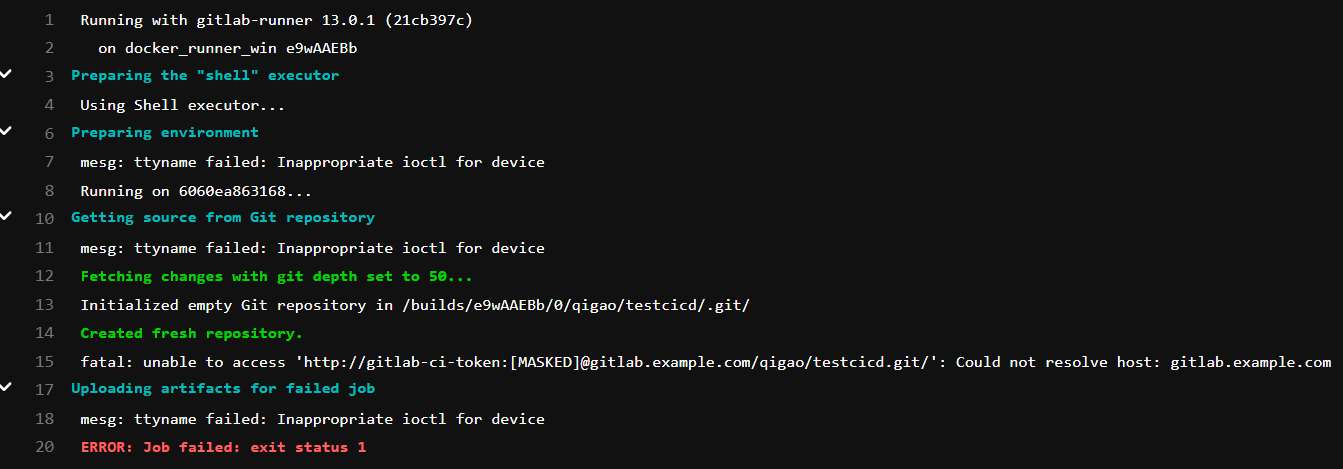 1 Running with gitlab-runner 13.0.1 (21cb397c)
2 on docker_runner_win e9wAAEBb
3 Preparing the "shell" executor
4 Using Shell executor...
6 Preparing environment
7 mesg: ttyname failed: Inappropriate ioctl for device
8 Running on 6060ea863168...
10 Getting source from Git repository
11 mesg: ttyname failed: Inappropriate ioctl for device
12 Fetching changes with git depth set to 50...
13 Initialized empty Git repository in /builds/e9wAAEBb/0/qigao/testcicd/.git/
14 Created fresh repository.
15 fatal: unable to access 'http://gitlab-ci-token:[MASKED]@gitlab.example.com/qigao/testcicd.git/': Could not resolve host: gitlab.example.com
17 Uploading artifacts for failed job
18 mesg: ttyname failed: Inappropriate ioctl for device
20 ERROR: Job failed: exit status 1